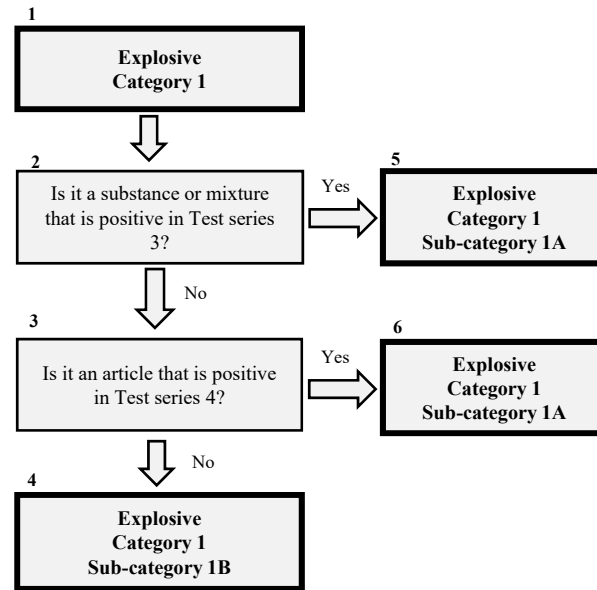 1
Explosive
Category 1
2
Is it a substance or mixture
that is positive in Test series
3?
Yes
5
Explosive
Category 1
Sub-category 1A
No
3
Is it an article that is positive
in Test series 4?
Yes
6
Explosive
Category 1
Sub-category 1A
No
4
Explosive
Category 1
Sub-category 1B